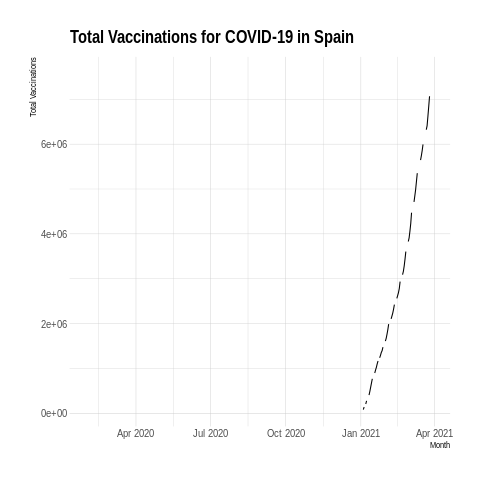 Total Vaccinations for COVID-19 in Spain
Total Vaccinations
6e+06
4e+06
2e+06
0e+00
Apr 2020 Jul 2020 Oct 2020 Jan 2021 Apr 2021
Month